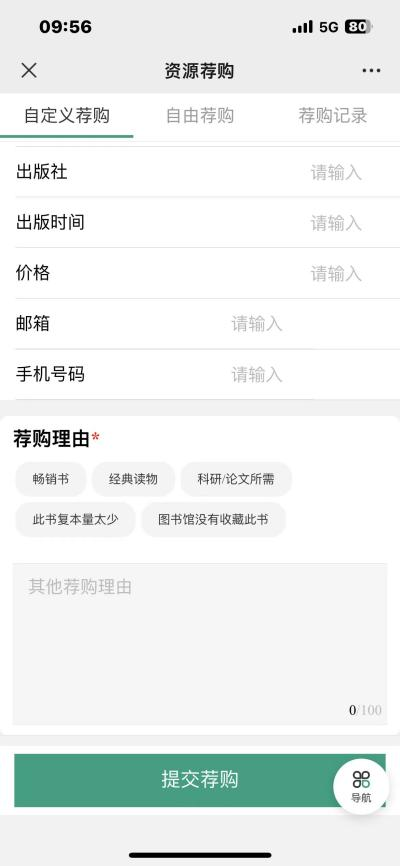 09:56
5G
80
资源荐购
自定义荐购
自由荐购
荐购记录
出版社
请输入
出版时间
请输入
价格
请输入
邮箱
请输入
手机号码
请输入
荐购理由*
畅销书
经典读物
科研/论文所需
此书复本量太少
图书馆没有收藏此书
其他荐购理由
0/100
提交荐购
导航